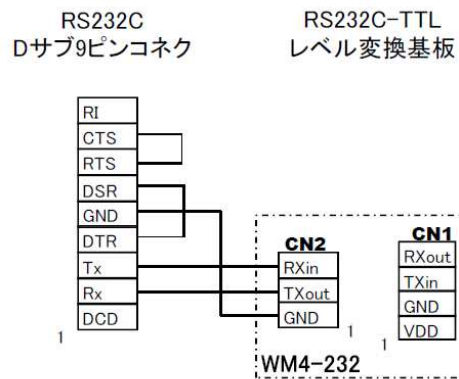 RS232C
Dサブ9ピンコネク
RS232C-TTL
レベル変換基板
RI
CTS
RTS
DSR
GND
DTR
Tx
Rx
DCD
1
CN2
RXin
TXout
GND
1
CN1
RXout
TXin
GND
VDD
1
WM4-232